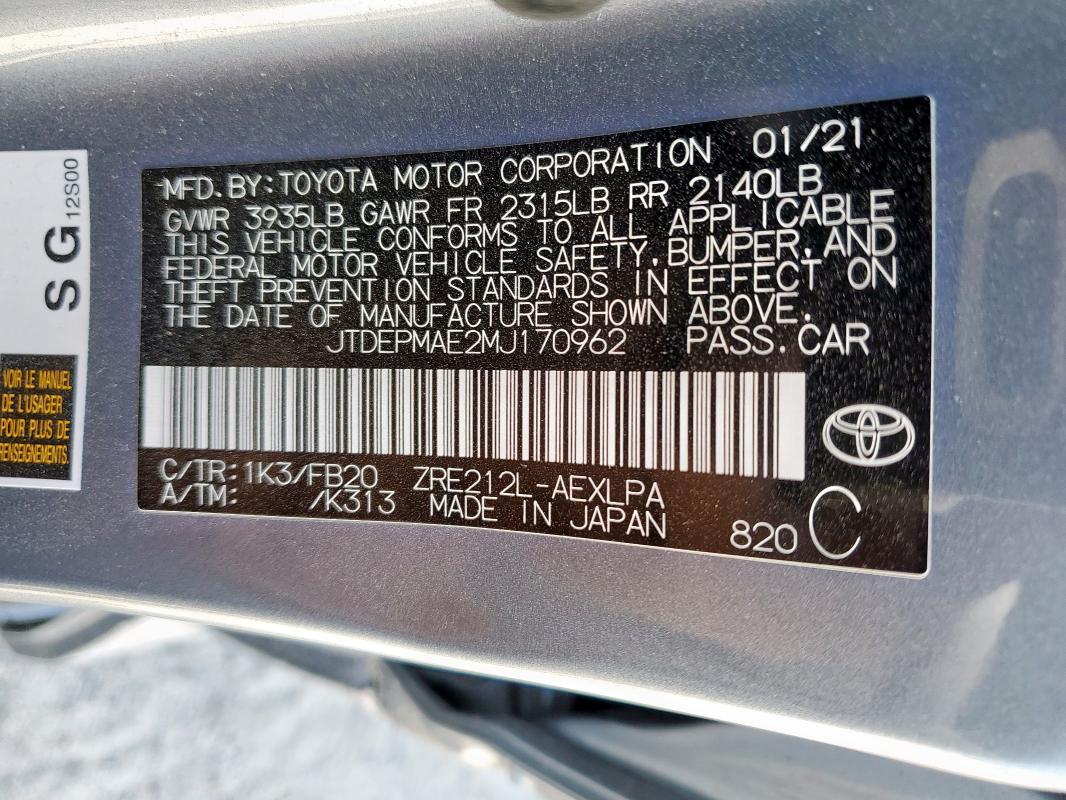 MFD.BY:TOYOTA MOTOR CORPORATION 01/21
GVWR 3935LB GAWR FR 2315LB RR 2140LB
THIS VEHICLE CONFORMS TO ALL APPLICABLE
FEDERAL MOTOR VEHICLE SAFETY,BUMPER,AND
THEFT PREVENTION STANDARDS IN EFFECT ON
THE DATE OF MANUFACTURE SHOWN ABOVE.
JTDEPMAE2MJ170962 PASS.CAR
C/TR:1K3/FB20 ZRE212L-AEXLPA
A/TM: /K313 MADE IN JAPAN
820 C
S G 12S00
VOIR LE MANUEL
DE L'USAGER
POUR PLUS DE
RENSEIGNEMENTS.